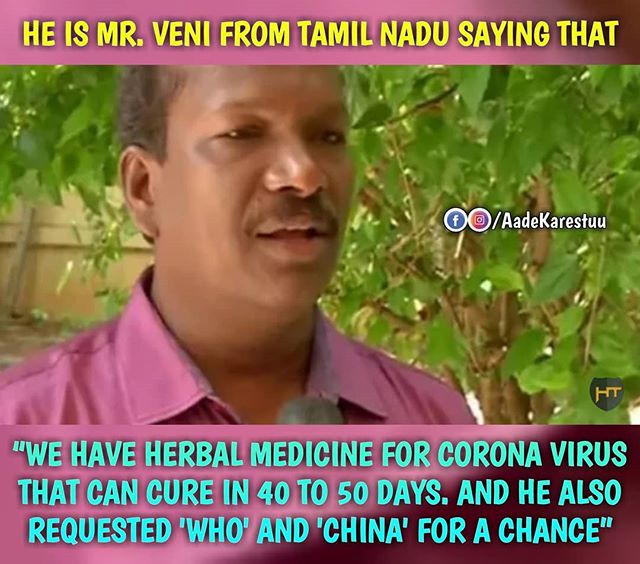 HE IS MR. VENI FROM TAMIL NADU SAYING THAT
/AadeKarestuu
HT
"WE HAVE HERBAL MEDICINE FOR CORONA VIRUS
THAT CAN CURE IN 40 TO 50 DAYS. AND HE ALSO
REQUESTED 'WHO' AND 'CHINA' FOR A CHANCE"